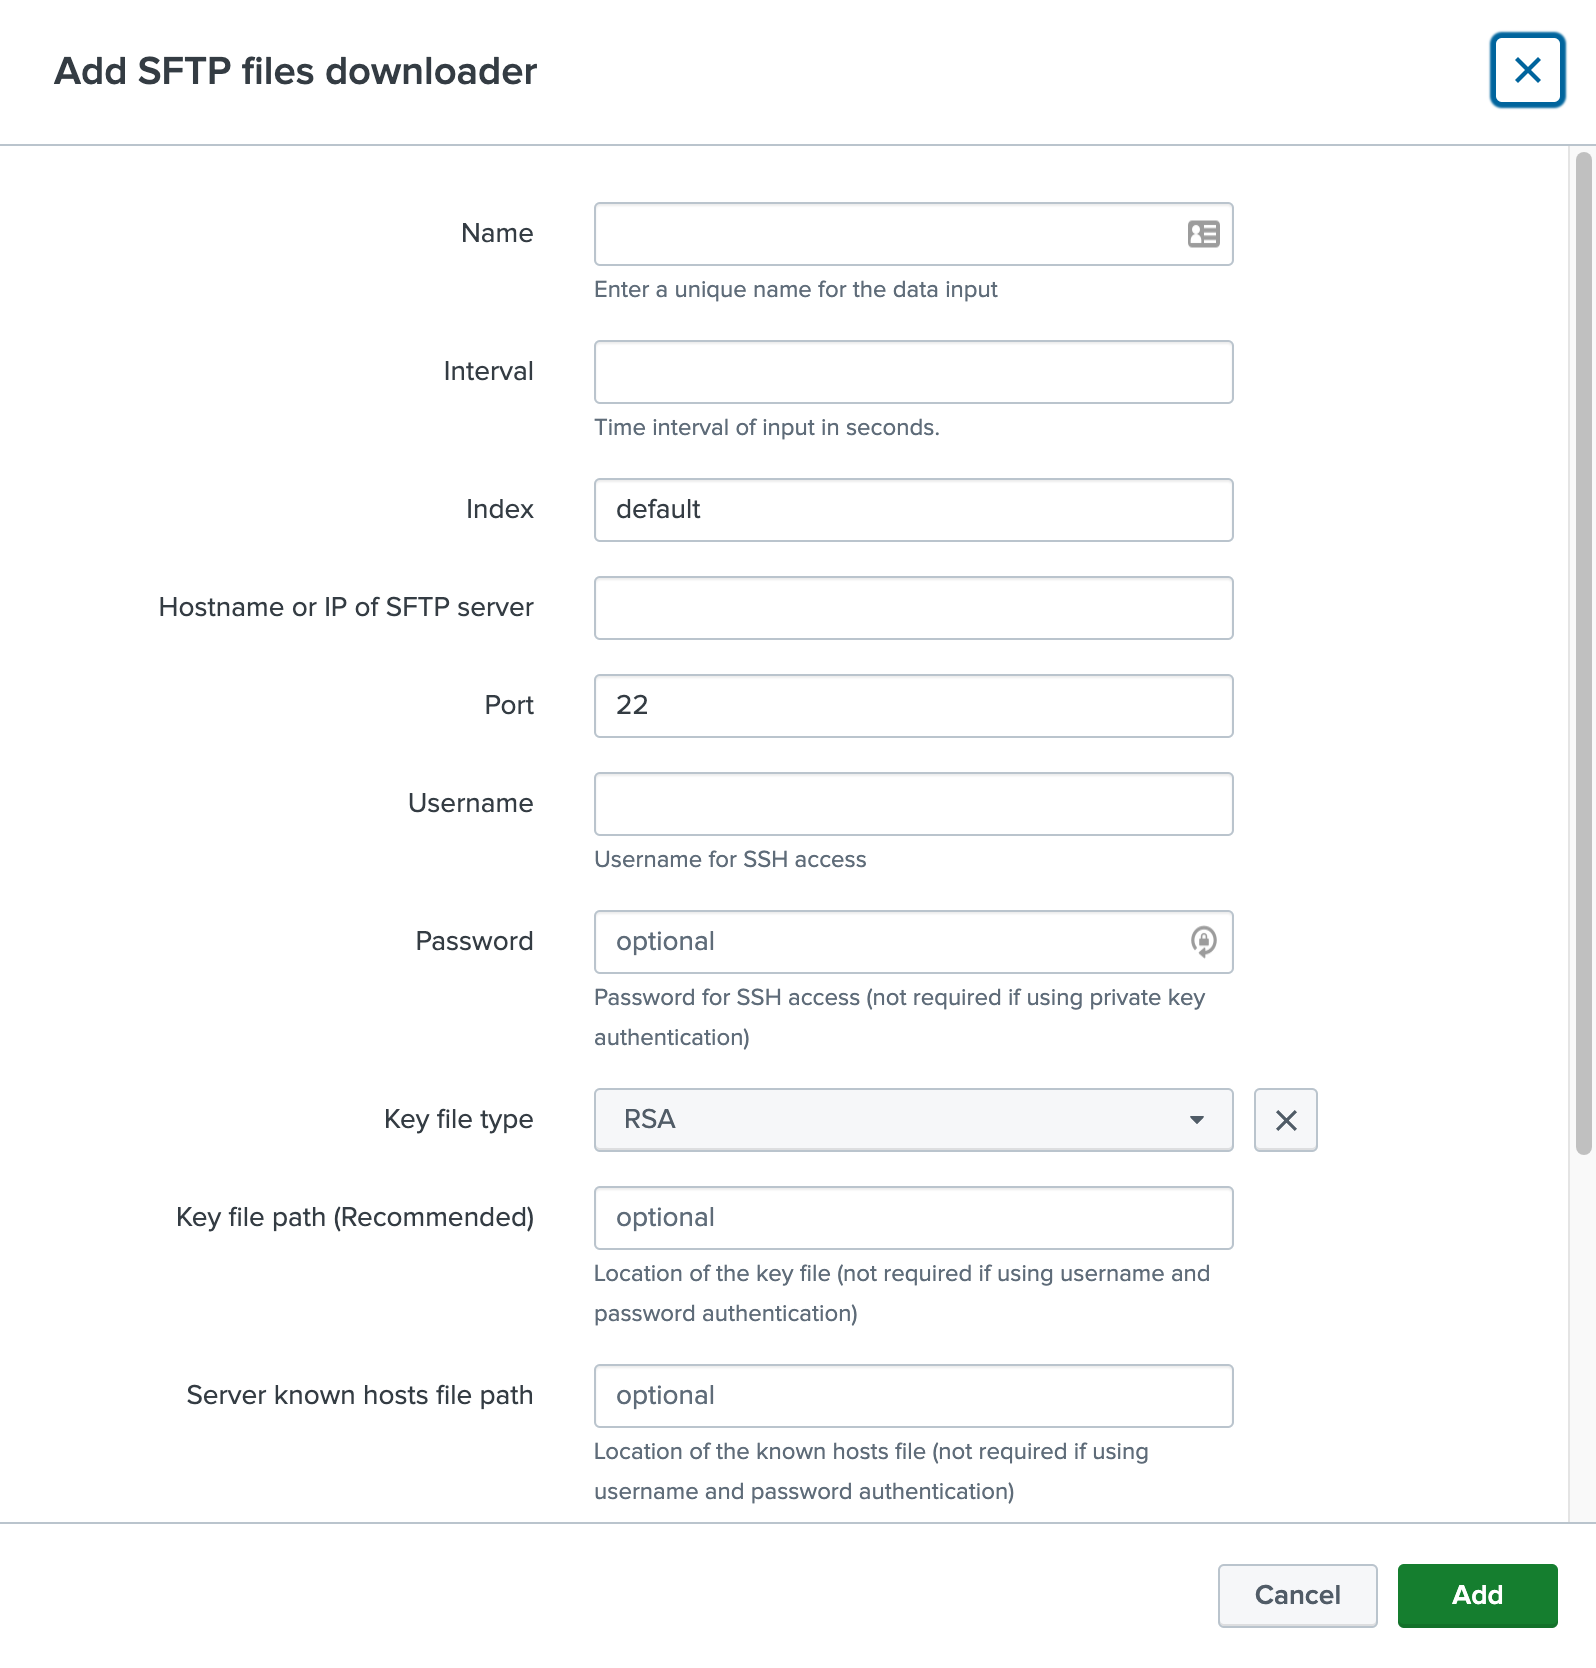 Add SFTP files downloader
Name
Enter a unique name for the data input
Interval
Time interval of input in seconds.
Index
default
Hostname or IP of SFTP server
Port
22
Username
Username for SSH access
Password
optional
Password for SSH access (not required if using private key
authentication)
Key file type
RSA
Key file path (Recommended)
optional
Location of the key file (not required if using username and
password authentication)
Server known hosts file path
optional
Location of the known hosts file (not required if using
username and password authentication)
Cancel
Add